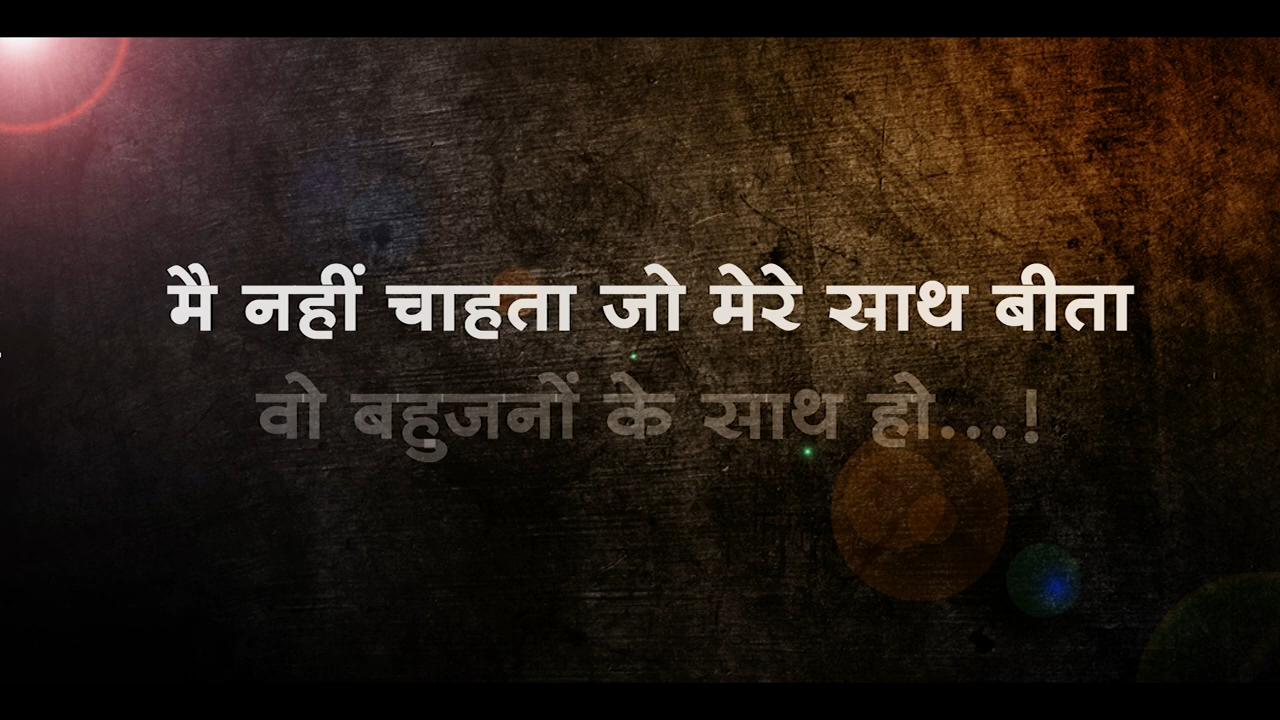 मै नहीं चाहता जो मेरे साथ बीता
वो बहुजनों के साथ हो...!